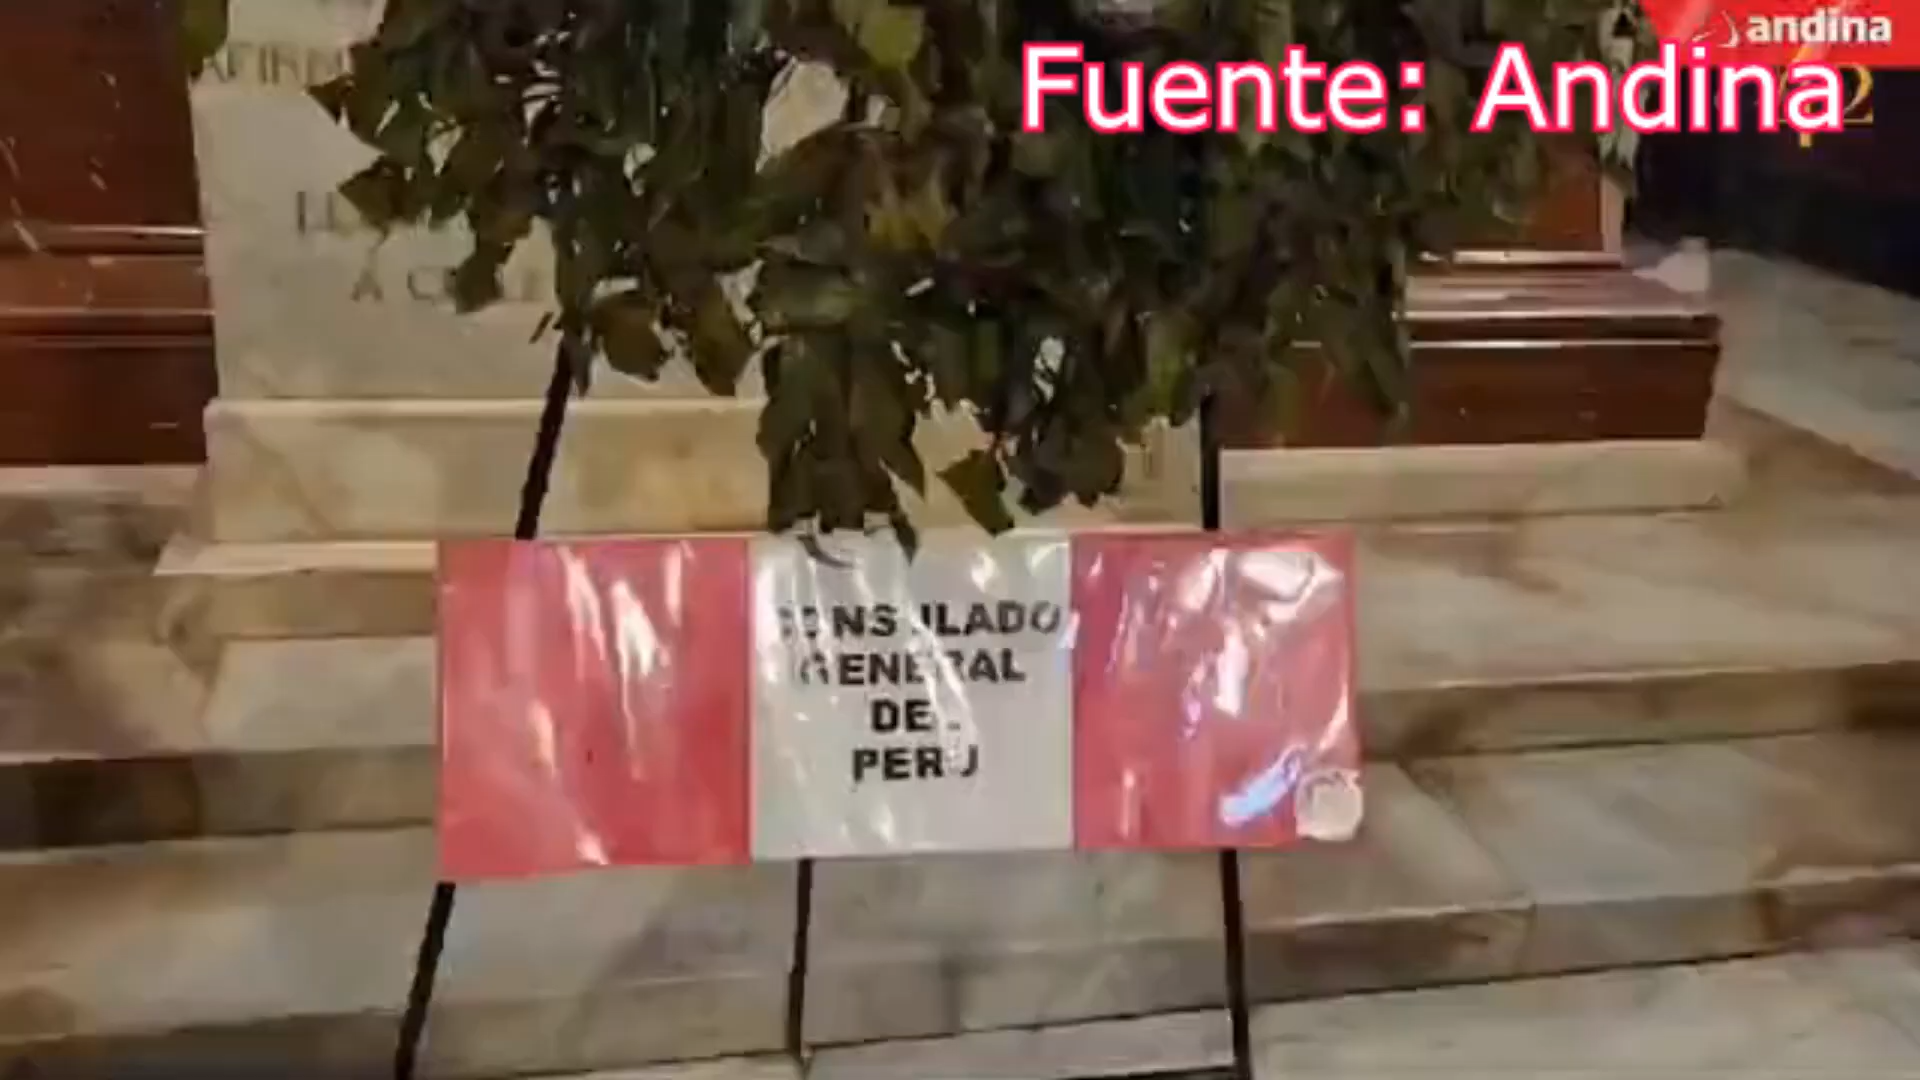 andina
Fuente: Andina
CONSULADO
GENERAL
DEL
PERU